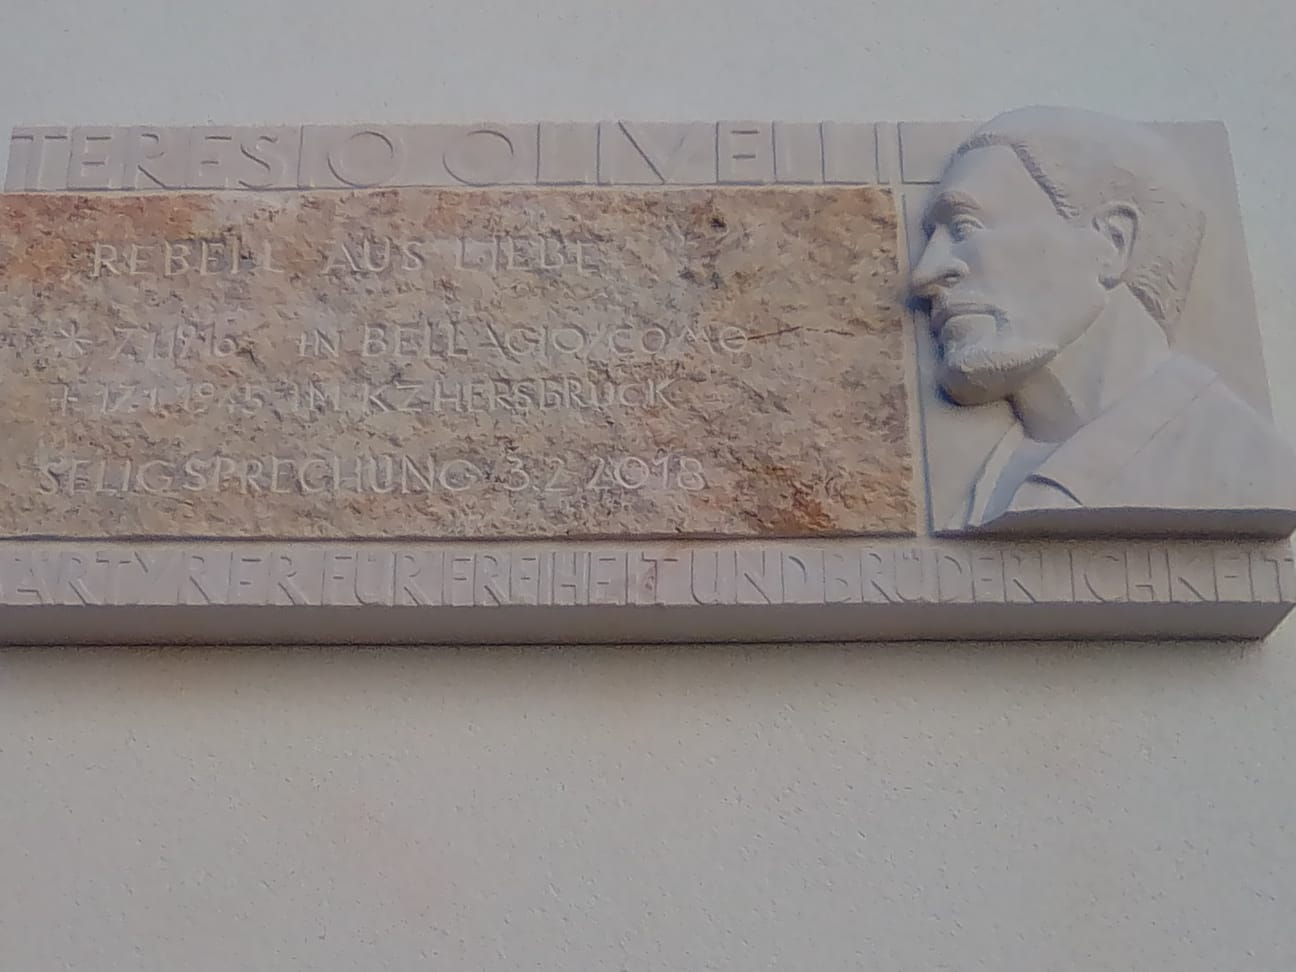 TERESIO OLIVELLI
REBELL AUS LIEBE
* 7.1.1916 IN BELLAGIO/COMO
† 17.1.1945 IM KZ HERSBRUCK
SELIGSPRECHUNG 3.2.2018
ÄRTYRER FÜR FREIHEIT UND BRÜDERLICHKEIT